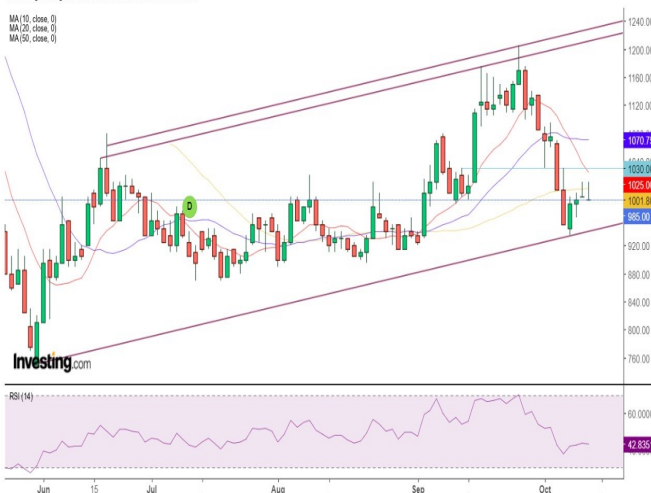 MA (10, close, 0)
MA (20, close, 0)
MA (50, close, 0)
1240.00
1200.00
1160.00
1120.00
1070.75
1030.00
1025.00
1001.80
985.00
920.00
880.00
840.00
800.00
760.00
D
Investing.com
RSI (14)
60.0000
42.835
Jun
15
Jul
Aug
Sep
Oct